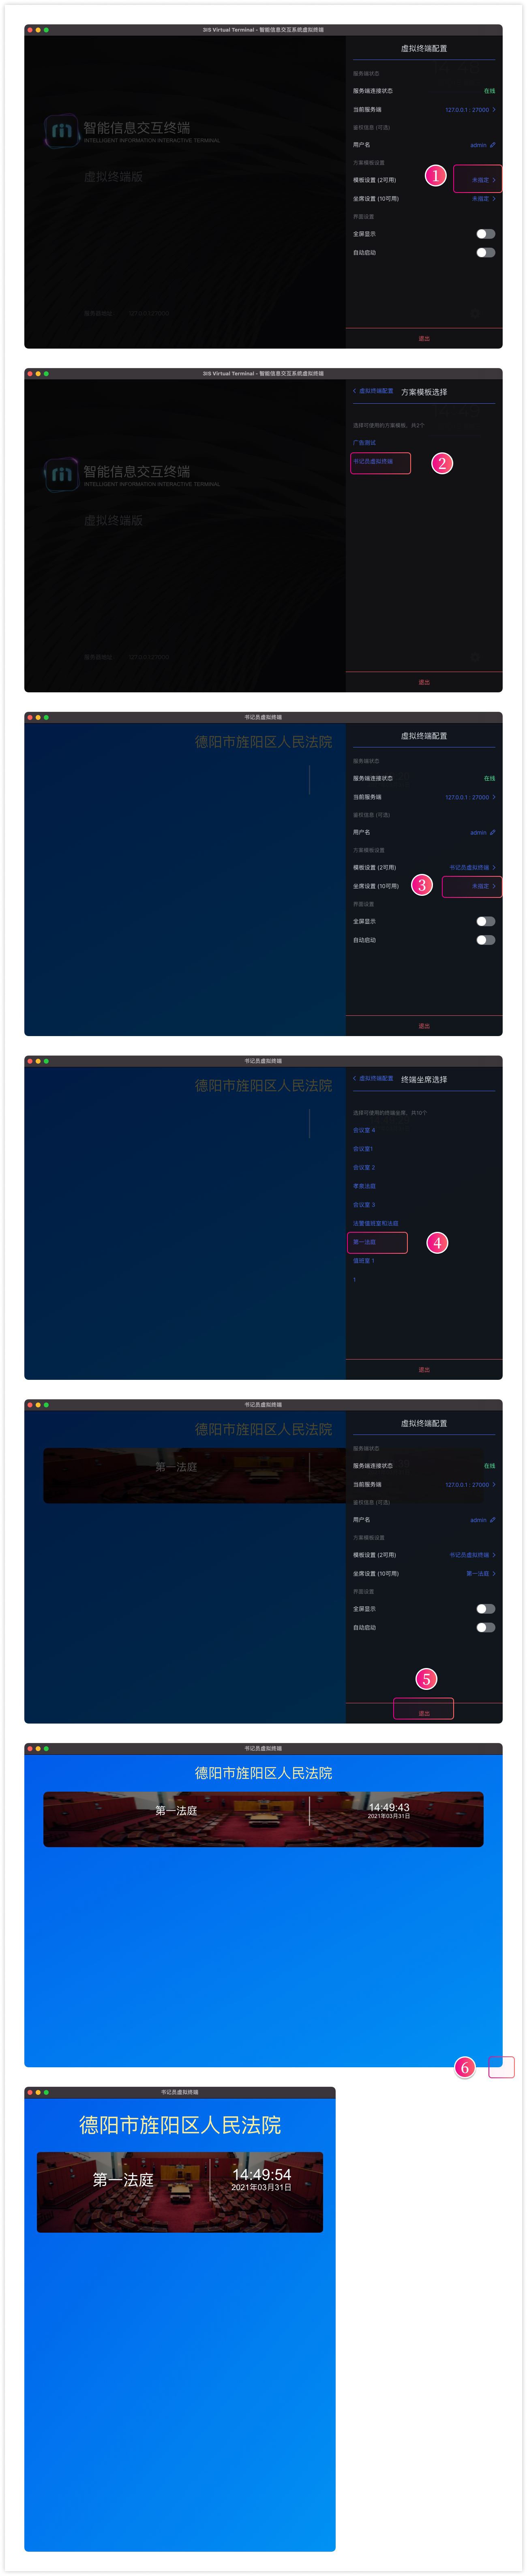 3IS Virtual Terminal - 智能信息交互系统虚拟终端
虚拟终端配置
服务端状态
服务端连接状态
在线
当前服务端
127.0.0.1 : 27000
鉴权信息 (可选)
用户名
admin
方案模板设置
模板设置 (2可用)
未指定
1
坐席设置 (10可用)
未指定
界面设置
全屏显示
自动启动
退出
智能信息交互终端
INTELLIGENT INFORMATION INTERACTIVE TERMINAL
虚拟终端版
3IS Virtual Terminal - 智能信息交互系统虚拟终端
虚拟终端配置
方案模板选择
选择可使用的方案模板，共2个
广告测试
书记员虚拟终端
2
退出
智能信息交互终端
INTELLIGENT INFORMATION INTERACTIVE TERMINAL
虚拟终端版
书记员虚拟终端
德阳市旌阳区人民法院
虚拟终端配置
服务端状态
服务端连接状态
在线
当前服务端
127.0.0.1 : 27000
鉴权信息 (可选)
用户名
admin
方案模板设置
模板设置 (2可用)
书记员虚拟终端
坐席设置 (10可用)
3
未指定
界面设置
全屏显示
自动启动
退出
书记员虚拟终端
德阳市旌阳区人民法院
虚拟终端配置
终端坐席选择
选择可使用的终端坐席，共10个
会议室 4
会议室1
会议室 2
孝泉法庭
会议室 3
法警值班室和法庭
第一法庭
4
值班室 1
1
退出
书记员虚拟终端
德阳市旌阳区人民法院
第一法庭
虚拟终端配置
服务端状态
服务端连接状态
在线
当前服务端
127.0.0.1 : 27000
鉴权信息 (可选)
用户名
admin
方案模板设置
模板设置 (2可用)
书记员虚拟终端
坐席设置 (10可用)
第一法庭
界面设置
全屏显示
自动启动
5
退出
书记员虚拟终端
德阳市旌阳区人民法院
第一法庭
14:49:43
2021年03月31日
6
书记员虚拟终端
德阳市旌阳区人民法院
第一法庭
14:49:54
2021年03月31日